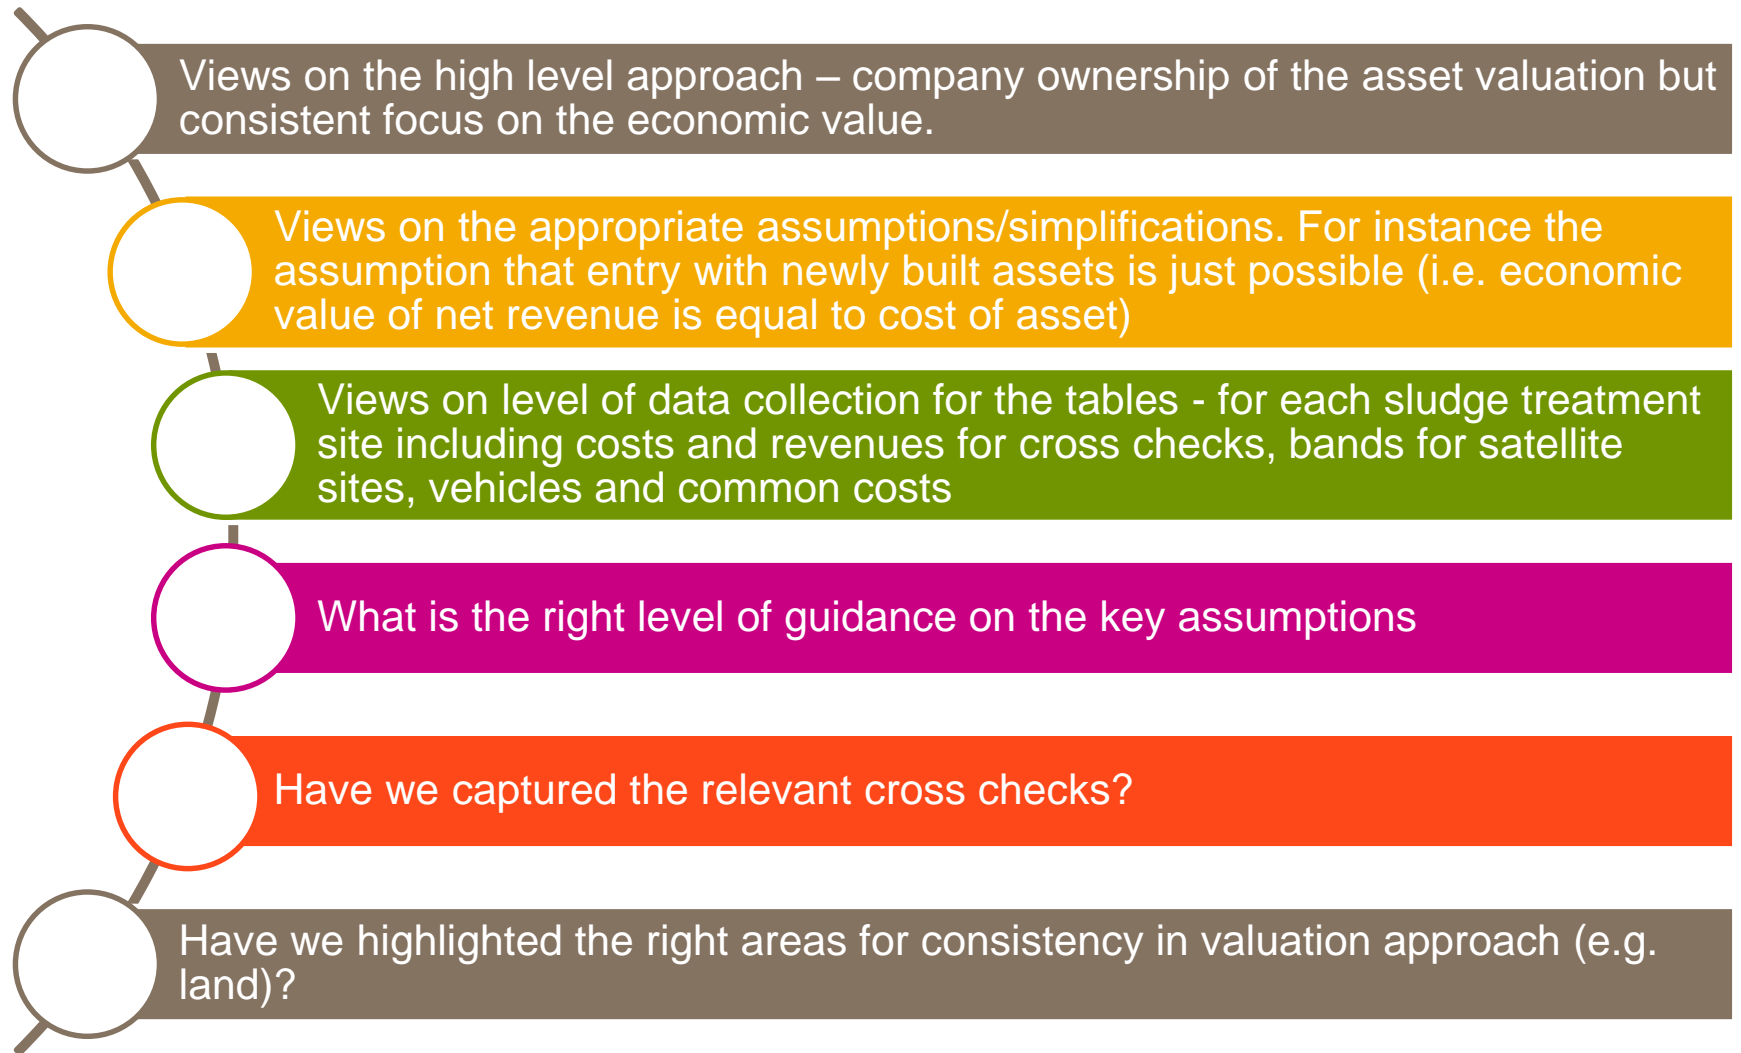 Views on the high level approach – company ownership of the asset valuation but
consistent focus on the economic value.
Views on the appropriate assumptions/simplifications. For instance the
assumption that entry with newly built assets is just possible (i.e. economic
value of net revenue is equal to cost of asset)
Views on level of data collection for the tables - for each sludge treatment
site including costs and revenues for cross checks, bands for satellite
sites, vehicles and common costs
What is the right level of guidance on the key assumptions
Have we captured the relevant cross checks?
Have we highlighted the right areas for consistency in valuation approach (e.g.
land)?